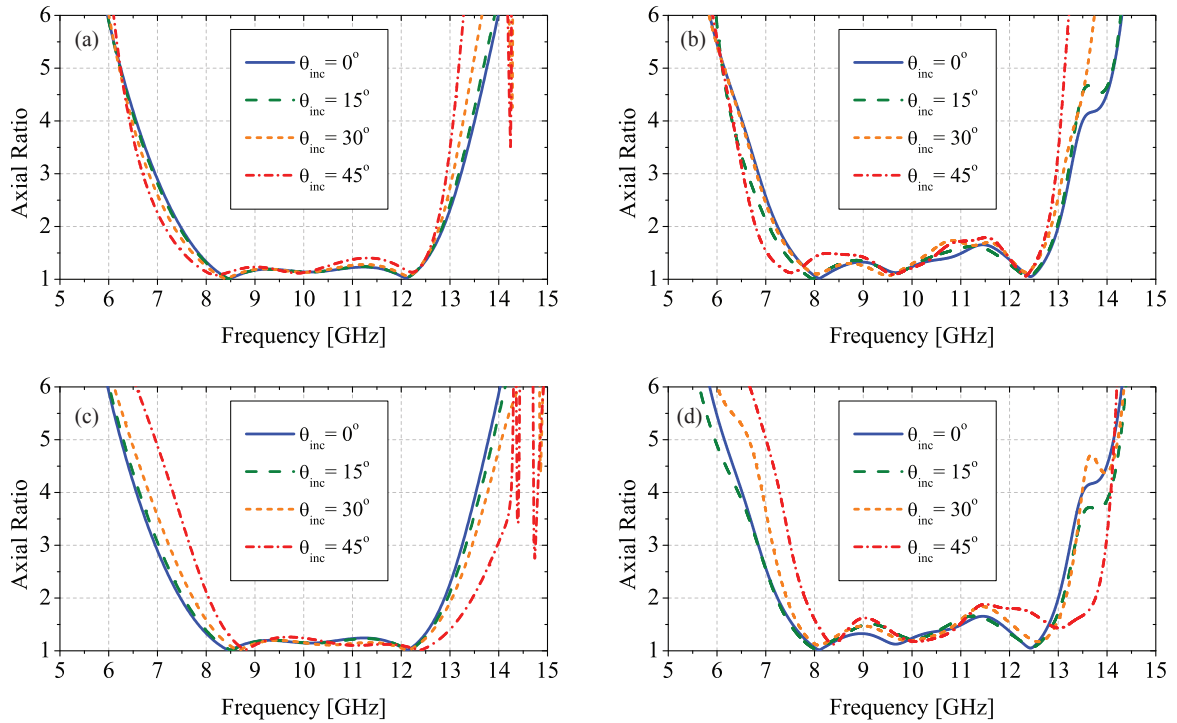 (a)
Axial Ratio
6
5
4
3
2
1
θinc= 0o
θinc= 15o
θinc= 30o
θinc= 45o
5 6 7 8 9 10 11 12 13 14 15
Frequency [GHz]
(b)
Axial Ratio
6
5
4
3
2
1
θinc= 0o
θinc= 15o
θinc= 30o
θinc= 45o
5 6 7 8 9 10 11 12 13 14 15
Frequency [GHz]
(c)
Axial Ratio
6
5
4
3
2
1
θinc= 0o
θinc= 15o
θinc= 30o
θinc= 45o
5 6 7 8 9 10 11 12 13 14 15
Frequency [GHz]
(d)
Axial Ratio
6
5
4
3
2
1
θinc= 0o
θinc= 15o
θinc= 30o
θinc= 45o
5 6 7 8 9 10 11 12 13 14 15
Frequency [GHz]